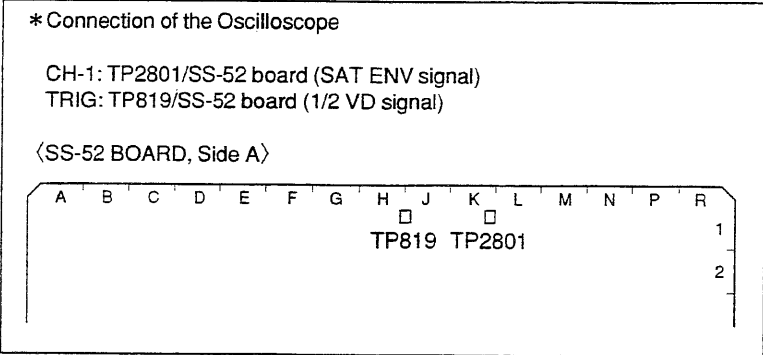 *Connection of the Oscilloscope
CH-1: TP2801/SS-52 board (SAT ENV signal)
TRIG: TP819/SS-52 board (1/2 VD signal)
〈SS-52 BOARD, Side A〉
A B C D E F G H J K L M N P R
1
TP819 TP2801
2